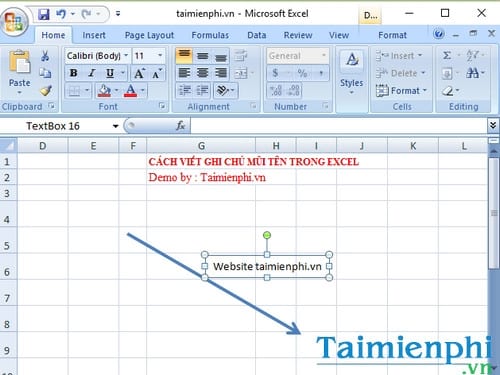 taimienphi.vn - Microsoft Excel
D...
Home Insert Page Layout Formulas Data Review View Format
Paste
Clipboard
Calibri (Body) 11
B I U
Font
Alignment
General
$ % ,
Number
Styles
Insert
Delete
Format
Cells
Σ
Editing
TextBox 16
fx
D E F G H I J K L
1 CÁCH VIẾT GHI CHÚ MŨI TÊN TRONG EXCEL
2 Demo by : Taimienphi.vn
3
4
5
6 Website taimienphi.vn
7
8
9
10
Taimienphi
.vn